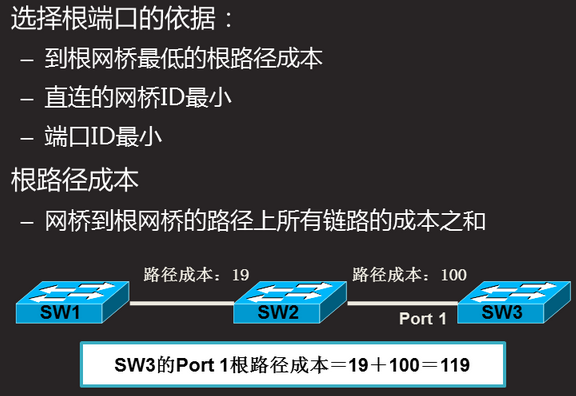 选择根端口的依据：
– 到根网桥最低的根路径成本
– 直连的网桥ID最小
– 端口ID最小
根路径成本
– 网桥到根网桥的路径上所有链路的成本之和
路径成本：19 路径成本：100
SW1 SW2 Port 1 SW3
SW3的Port 1根路径成本＝19＋100＝119